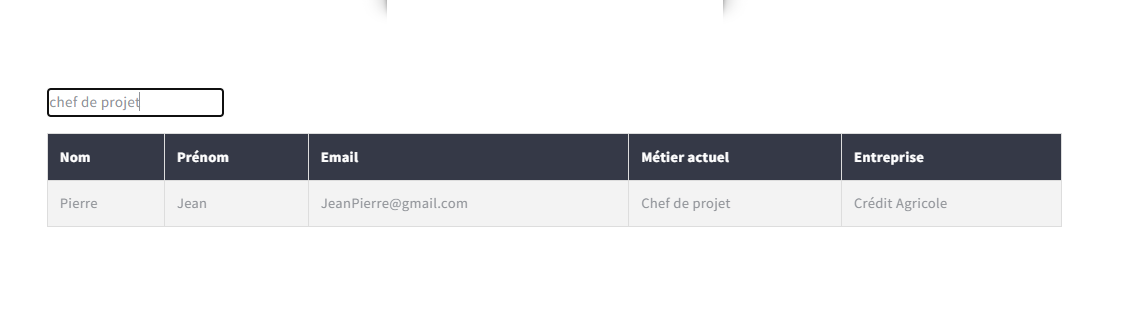 chef de projet
Nom Prénom Email Métier actuel Entreprise
Pierre Jean JeanPierre@gmail.com Chef de projet Crédit Agricole